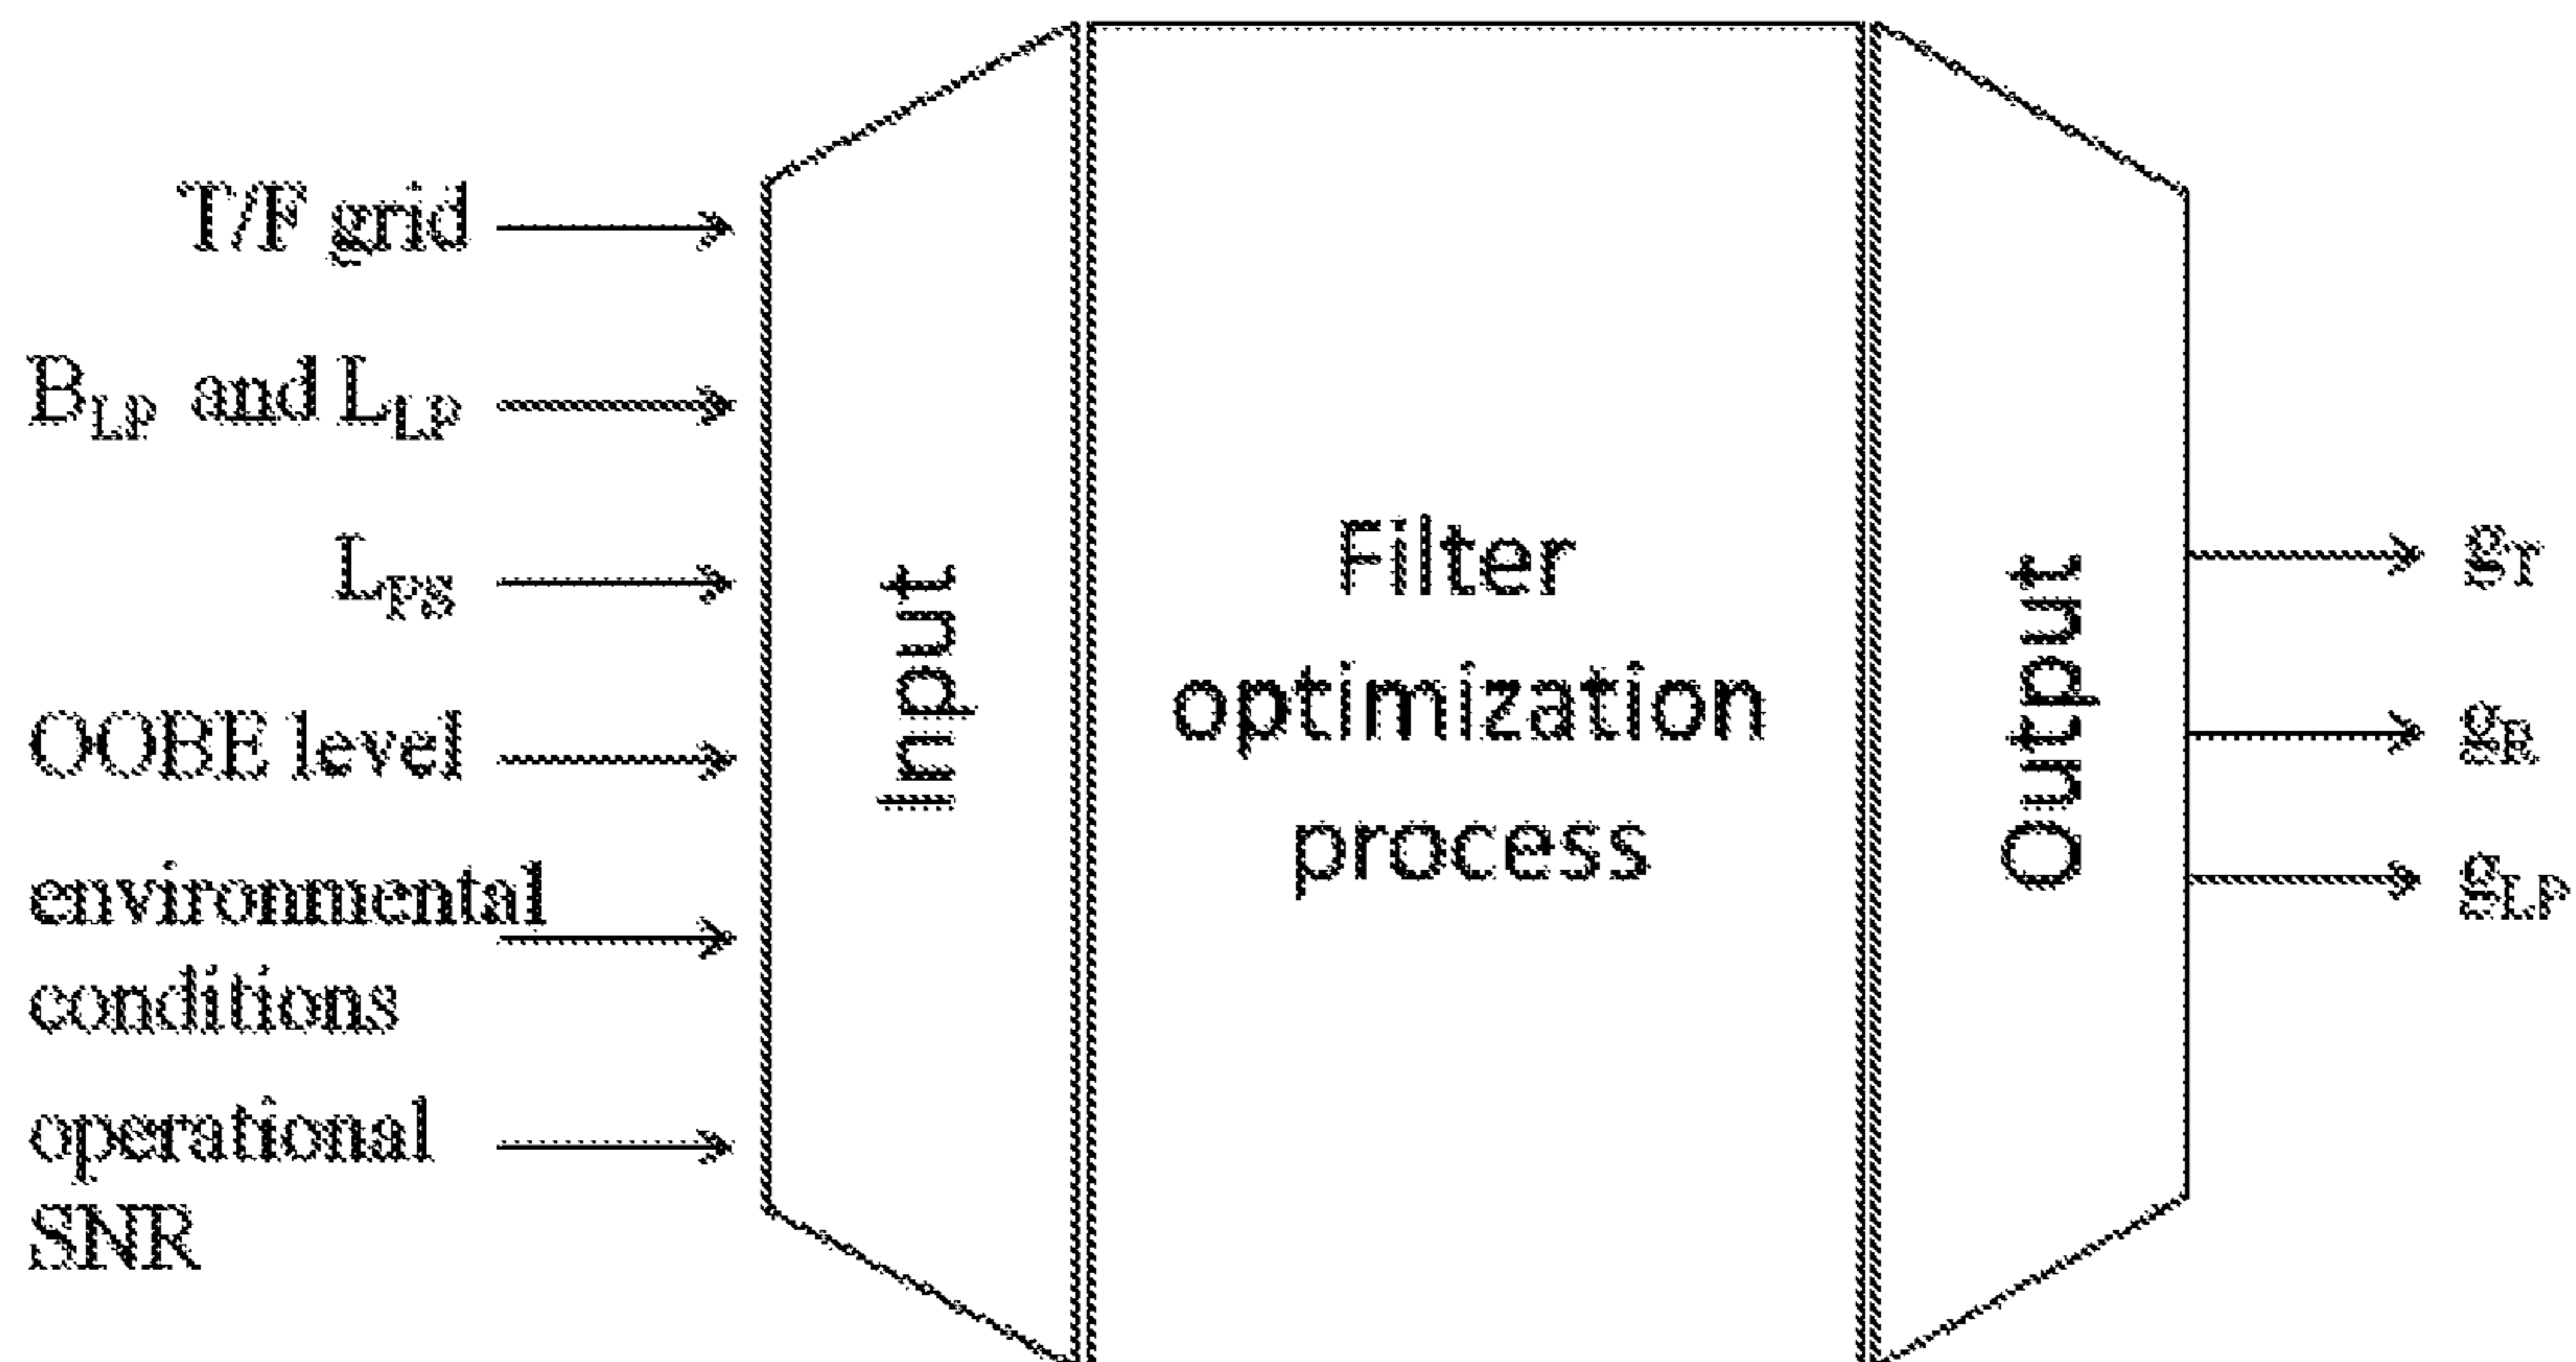 T/F grid
B_LP and L_LP
L_PS
OOBE level
environmental
conditions
operational
SNR
Input
Filter
optimization
process
Output
g_T
g_R
g_LP